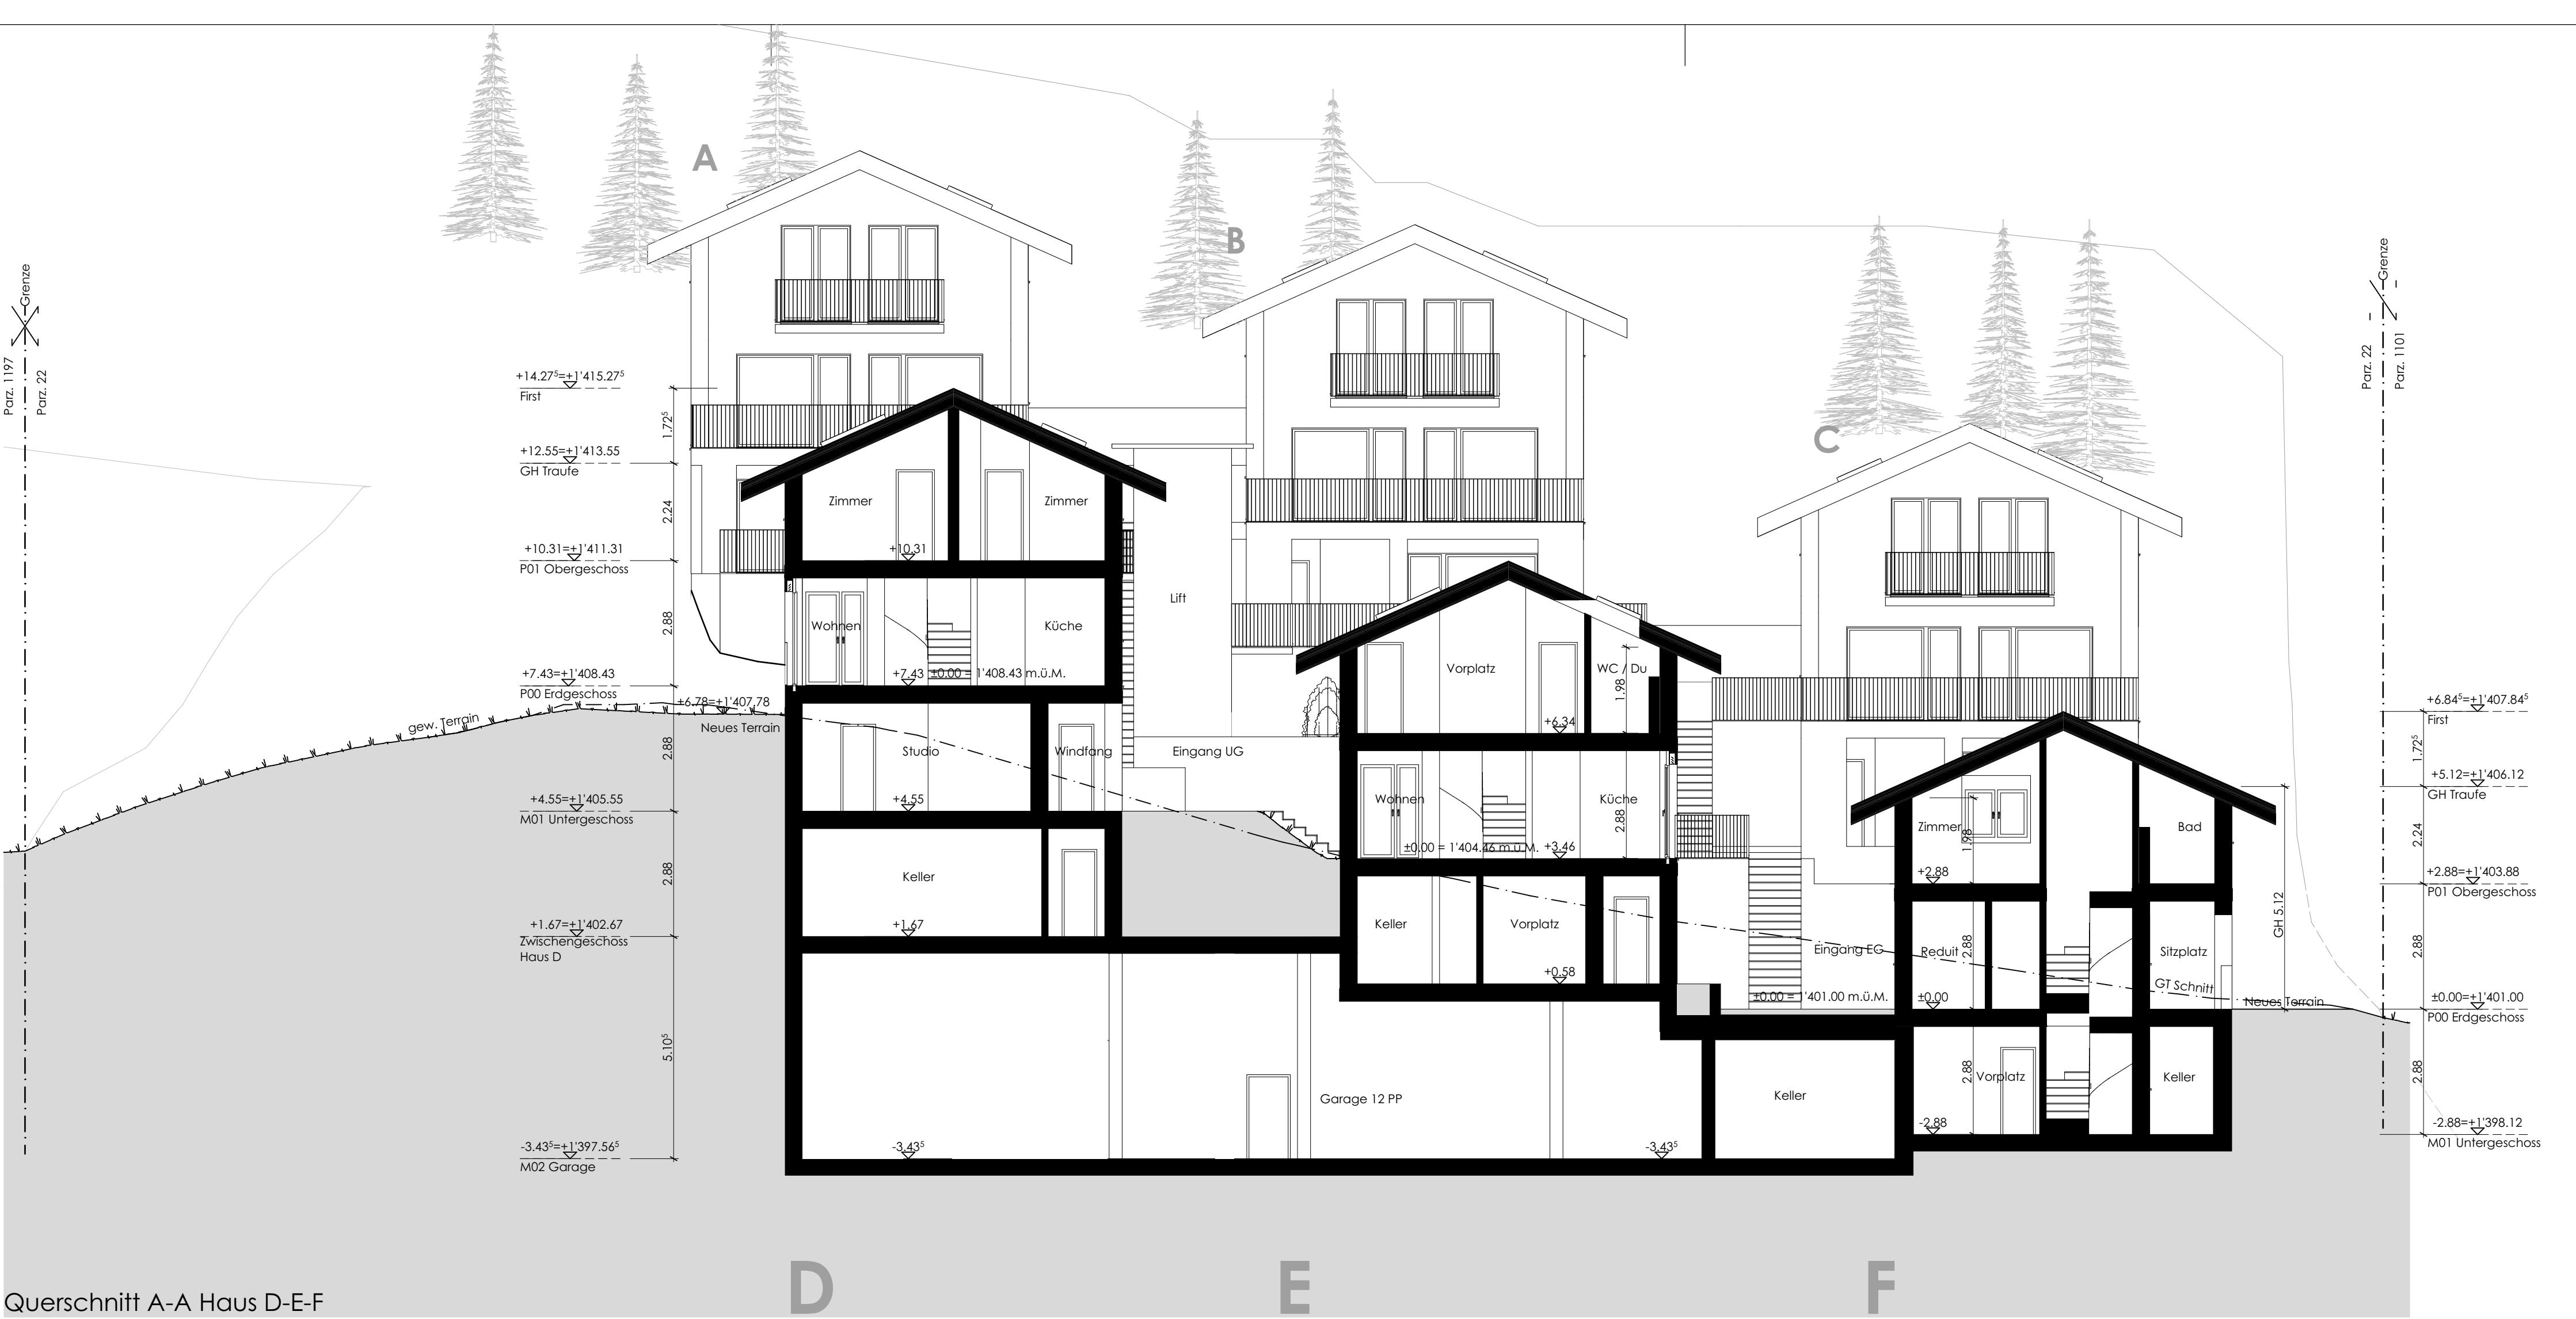 A
B
C
Grenze
Parz. 1197
Parz. 22
Grenze
Parz. 22
Parz. 1101
+14.27⁵=+1'415.27⁵
First
1.72⁵
+12.55=+1'413.55
GH Traufe
2.24
+10.31=+1'411.31
P01 Obergeschoss
2.88
+7.43=+1'408.43
P00 Erdgeschoss
+6.78=+1'407.78
gew. Terrain
Neues Terrain
2.88
+4.55=+1'405.55
M01 Untergeschoss
2.88
+1.67=+1'402.67
Zwischengeschoss
Haus D
5.10⁵
-3.43⁵=+1'397.56⁵
M02 Garage
Zimmer
Zimmer
+10.31
Wohnen
Küche
+7.43
±0.00 = 1'408.43 m.ü.M.
Studio
Windfang
+4.55
Keller
+1.67
-3.43⁵
Lift
Eingang UG
Vorplatz
WC / Du
1.98
+6.34
Wohnen
Küche
2.88
±0.00 = 1'404.46 m.ü.M.
+3.46
Keller
Vorplatz
+0.58
Garage 12 PP
-3.43⁵
Keller
Eingang EG
±0.00 = 1'401.00 m.ü.M.
Zimmer
1.98
Bad
+2.88
Reduit
2.88
Sitzplatz
±0.00
GT Schnitt
Neues Terrain
Vorplatz
2.88
Keller
-2.88
GH 5.12
+6.84⁵=+1'407.84⁵
First
1.72⁵
+5.12=+1'406.12
GH Traufe
2.24
+2.88=+1'403.88
P01 Obergeschoss
2.88
±0.00=+1'401.00
P00 Erdgeschoss
2.88
-2.88=+1'398.12
M01 Untergeschoss
D
E
F
Querschnitt A-A Haus D-E-F